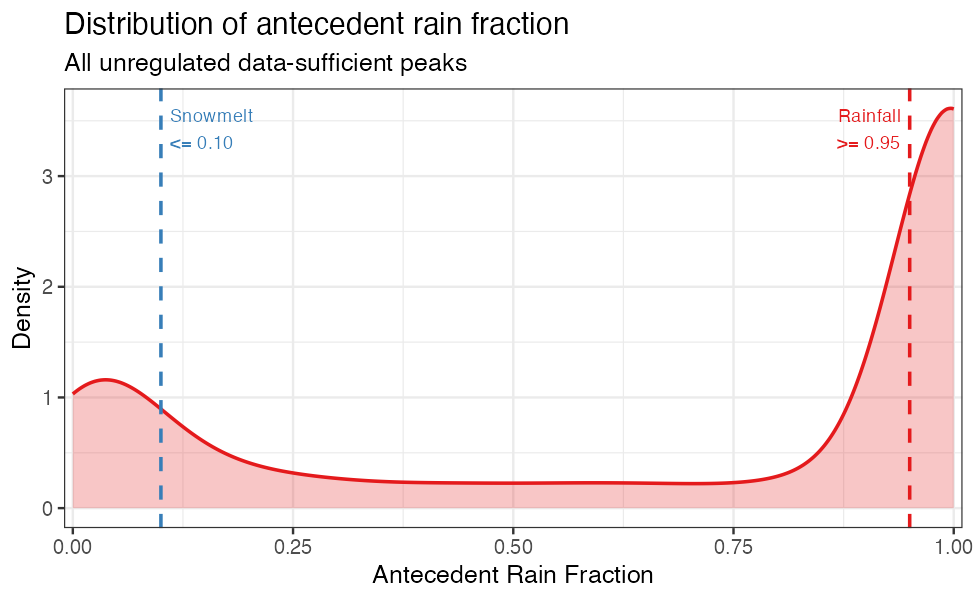 Distribution of antecedent rain fraction
All unregulated data-sufficient peaks
Snowmelt
<= 0.10
Rainfall
>= 0.95
3
2
1
0
Density
0.00 0.25 0.50 0.75 1.00
Antecedent Rain Fraction